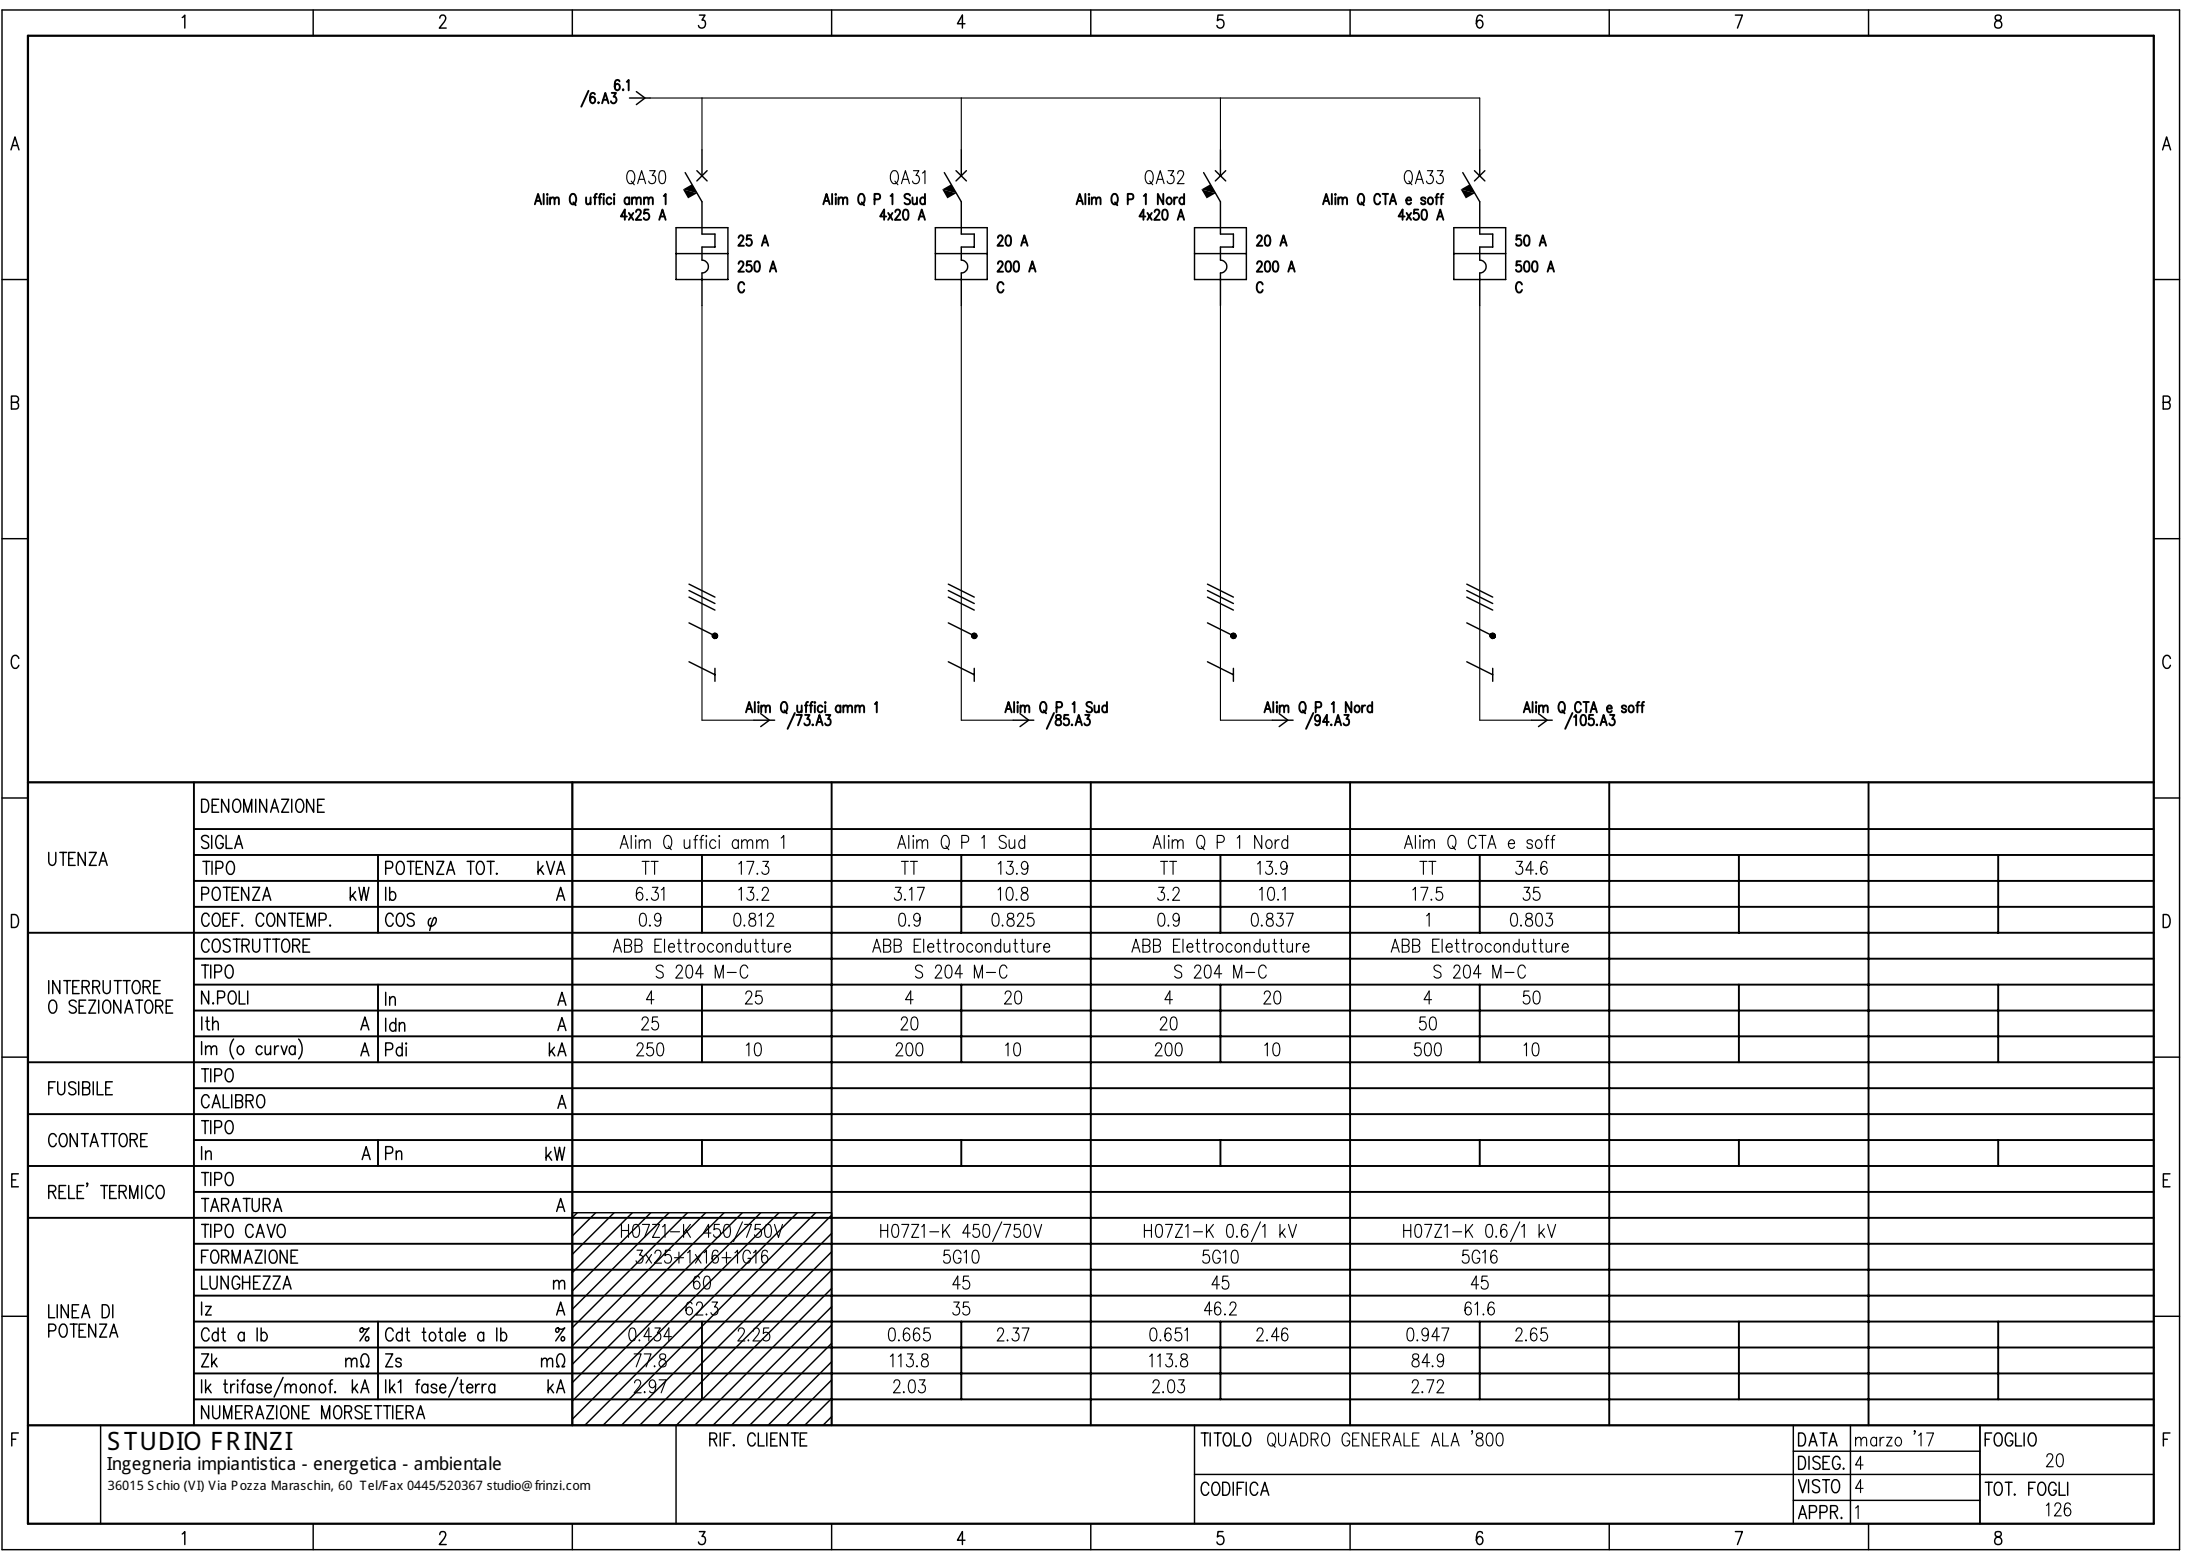 1 2 3 4 5 6 7 8
6.1
/6.A3
A A
QA30 QA31 QA32 QA33
Alim Q uffici amm 1 Alim Q P 1 Sud Alim Q P 1 Nord Alim Q CTA e soff
4x25 A 4x20 A 4x20 A 4x50 A
25 A 20 A 20 A 50 A
250 A 200 A 200 A 500 A
C C C C
B B
C C
Alim Q uffici amm 1 Alim Q P 1 Sud Alim Q P 1 Nord Alim Q CTA e soff
/73.A3 /85.A3 /94.A3 /105.A3
UTENZA
DENOMINAZIONE
SIGLA Alim Q uffici amm 1 Alim Q P 1 Sud Alim Q P 1 Nord Alim Q CTA e soff
TIPO POTENZA TOT. kVA TT 17.3 TT 13.9 TT 13.9 TT 34.6
POTENZA kW Ib A 6.31 13.2 3.17 10.8 3.2 10.1 17.5 35
D COEF. CONTEMP. COS φ 0.9 0.812 0.9 0.825 0.9 0.837 1 0.803 D
INTERRUTTORE
O SEZIONATORE
COSTRUTTORE ABB Elettrocondutture ABB Elettrocondutture ABB Elettrocondutture ABB Elettrocondutture
TIPO S 204 M-C S 204 M-C S 204 M-C S 204 M-C
N.POLI In A 4 25 4 20 4 20 4 50
Ith A Idn A 25 20 20 50
Im (o curva) A Pdi kA 250 10 200 10 200 10 500 10
FUSIBILE
TIPO
CALIBRO A
CONTATTORE
TIPO
In A Pn kW
E RELE' TERMICO E
TIPO
TARATURA A
LINEA DI
POTENZA
TIPO CAVO H07Z1-K 450/750V H07Z1-K 450/750V H07Z1-K 0.6/1 kV H07Z1-K 0.6/1 kV
FORMAZIONE 3x25+1x16+1G16 5G10 5G10 5G16
LUNGHEZZA m 60 45 45 45
Iz A 62.3 35 46.2 61.6
Cdt a Ib % Cdt totale a Ib % 0.434 2.25 0.665 2.37 0.651 2.46 0.947 2.65
Zk mΩ Zs mΩ 77.8 113.8 113.8 84.9
Ik trifase/monof. kA Ik1 fase/terra kA 2.97 2.03 2.03 2.72
NUMERAZIONE MORSETTIERA
F F
STUDIO FRINZI
Ingegneria impiantistica - energetica - ambientale
36015 Schio (VI) Via Pozza Maraschin, 60 Tel/Fax 0445/520367 studio@frinzi.com
RIF. CLIENTE
TITOLO QUADRO GENERALE ALA '800
CODIFICA
DATA marzo '17
DISEG. 4
VISTO 4
APPR. 1
FOGLIO
20
TOT. FOGLI
126
1 2 3 4 5 6 7 8